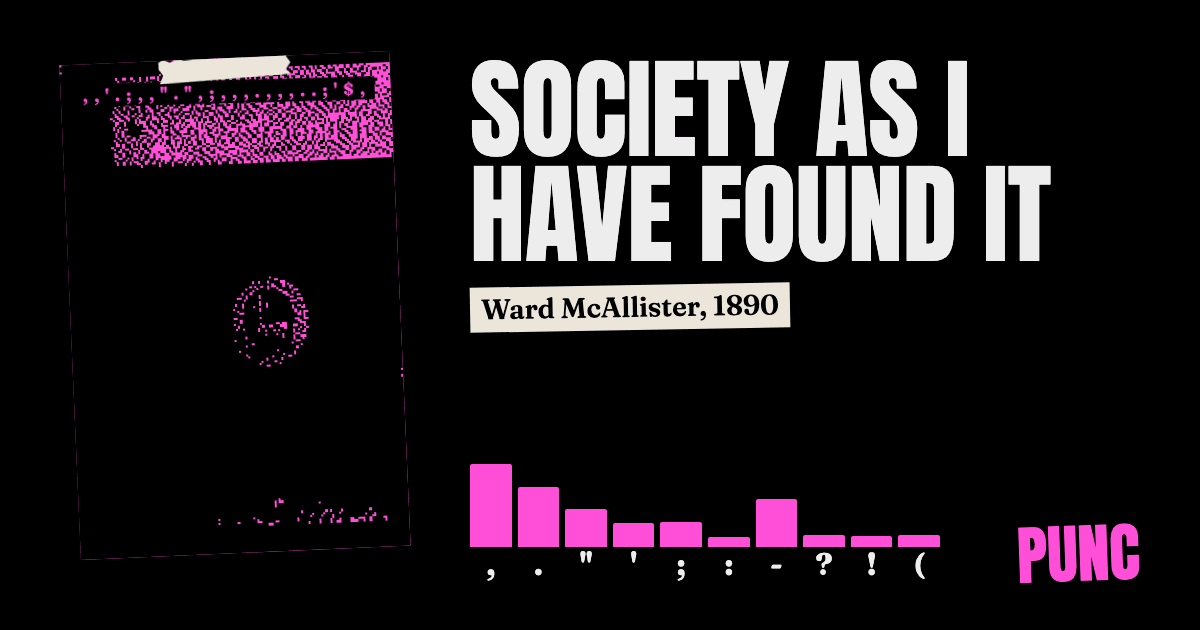 ,,'.;,,".",;,,,.,,,..;'$,
SOCIETY AS I
HAVE FOUND IT
Ward McAllister, 1890
, . " ' ; : - ? ! (
PUNC